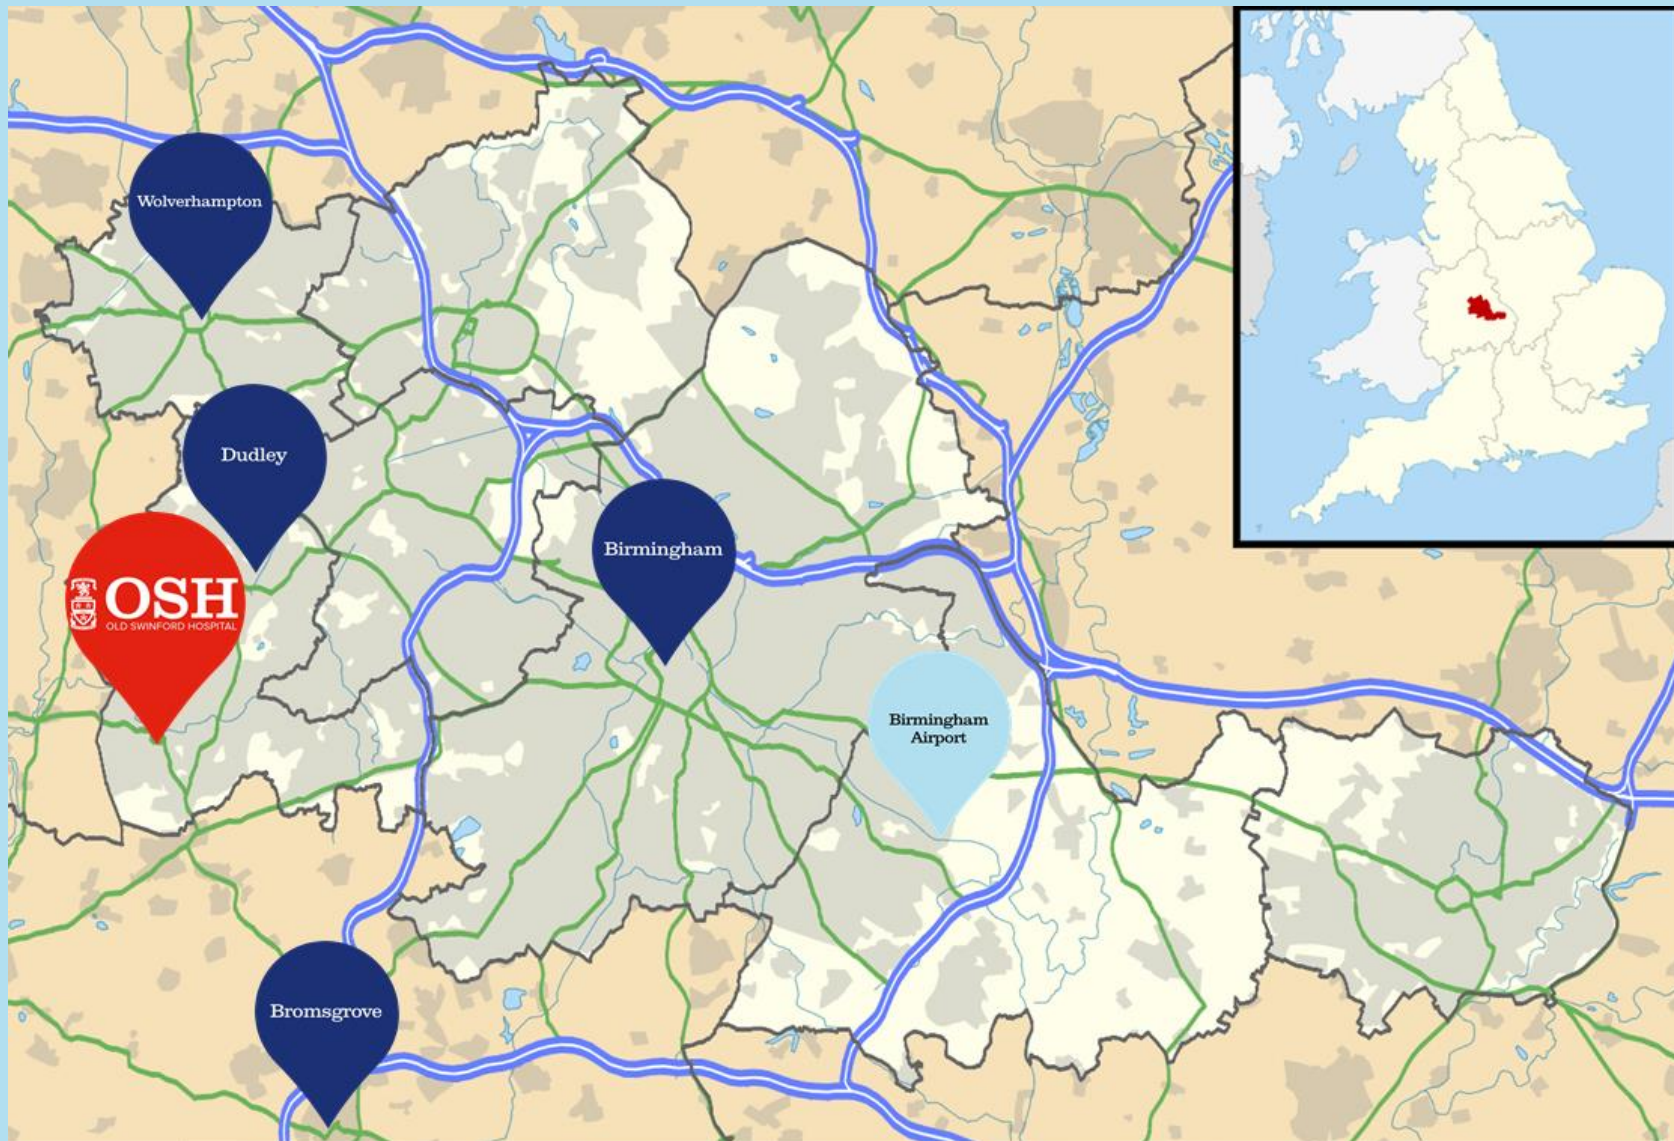 Wolverhampton
Dudley
OSH
OLD SWINFORD HOSPITAL
Birmingham
Birmingham
Airport
Bromsgrove